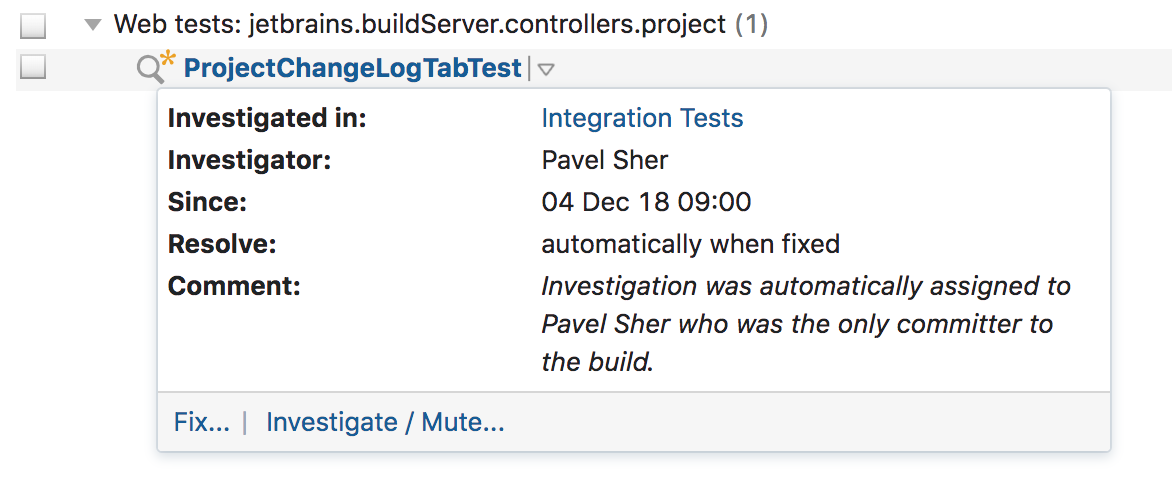 Web tests: jetbrains.buildServer.controllers.project (1)
ProjectChangeLogTabTest
Investigated in: Integration Tests
Investigator: Pavel Sher
Since: 04 Dec 18 09:00
Resolve: automatically when fixed
Comment: Investigation was automatically assigned to
Pavel Sher who was the only committer to
the build.
Fix... | Investigate / Mute...